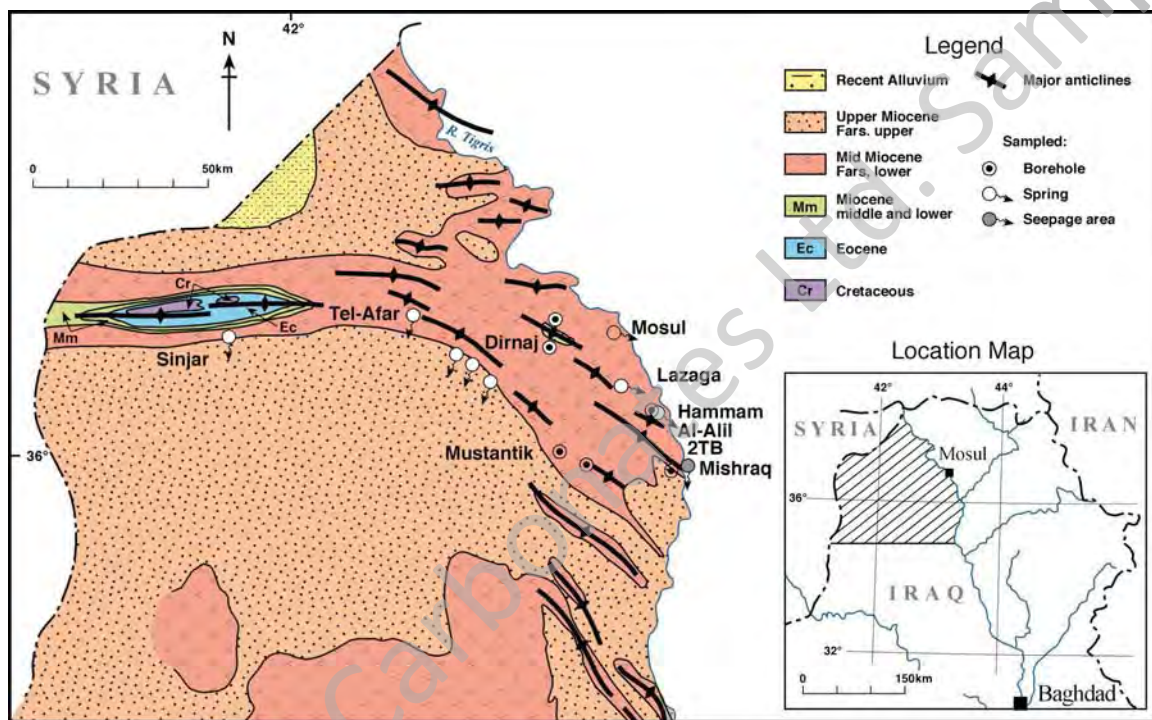 42°
N
SYRIA
R. Tigris
0 50km
Cr
Mm
Ec
Sinjar
Tel-Afar
Dirnaj
Mosul
Lazaga
Hammam
Al-Alil
2TB
Mishraq
Mustantik
36°
Legend
Recent Alluvium
Upper Miocene
Fars. upper
Mid Miocene
Fars, lower
Mm Miocene
middle and lower
Ec Eocene
Cr Cretaceous
Major anticlines
Sampled:
Borehole
Spring
Seepage area
Location Map
42° 44°
SYRIA
IRAN
Mosul
36°
IRAQ
32°
0 150km
Baghdad
Carbonates Ltd. Sam